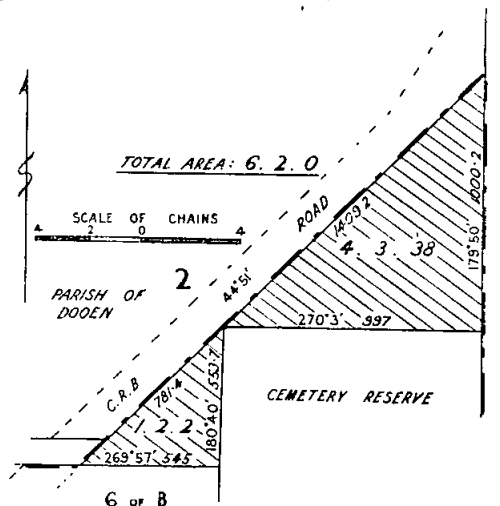 TOTAL AREA: 6. 2. 0
SCALE OF CHAINS
4 2 0 4
PARISH OF
DOOEN
2
C.R.B. ROAD
44°51'
1409.2
4. 3. 38
179°50' 1000.2
270°3' 997
781.4
1. 2. 2
180°40' 553.7
269°57' 545
CEMETERY RESERVE
6 OF B